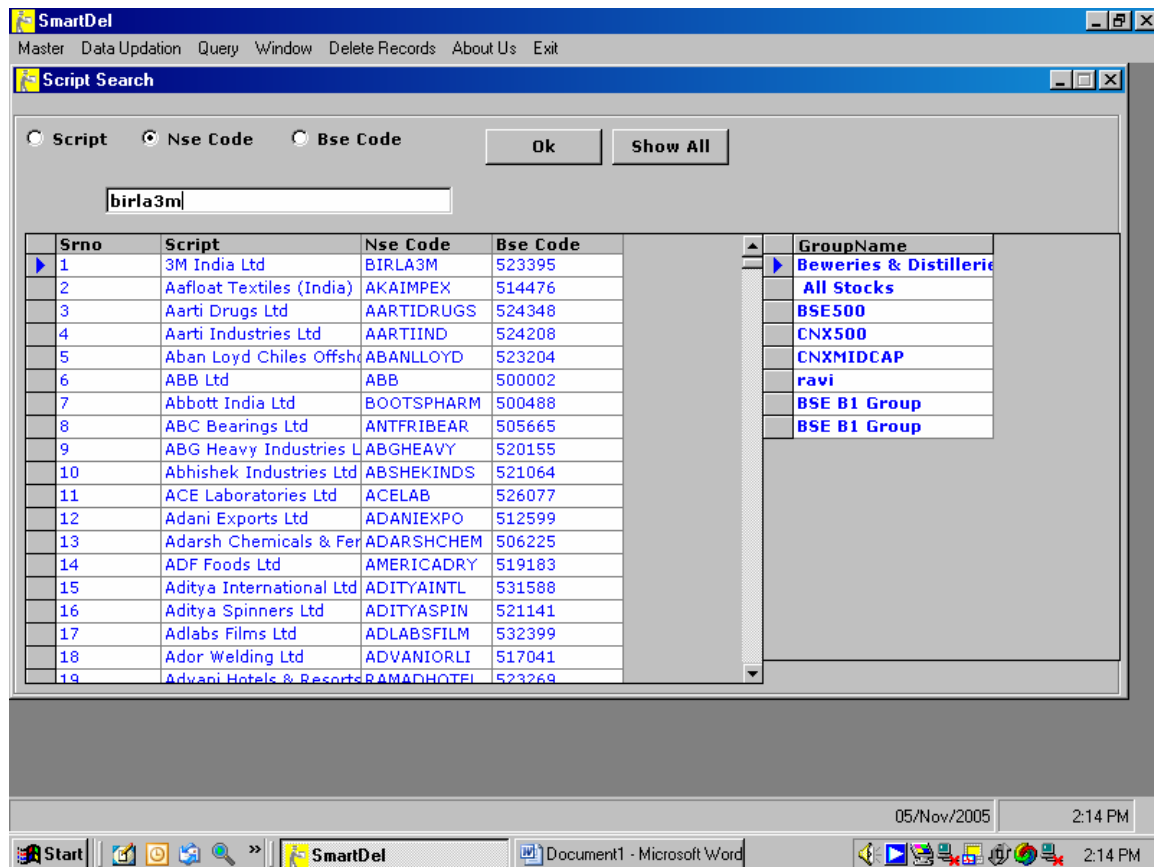 SmartDel
Master Data Updation Query Window Delete Records About Us Exit
Script Search
Script Nse Code Bse Code Ok Show All
birla3m
Srno Script Nse Code Bse Code GroupName
1 3M India Ltd BIRLA3M 523395 Beweries & Distillerie
2 Aafloat Textiles (India) AKAIMPEX 514476 All Stocks
3 Aarti Drugs Ltd AARTIDRUGS 524348 BSE500
4 Aarti Industries Ltd AARTIIND 524208 CNX500
5 Aban Loyd Chiles Offsho ABANLLOYD 523204 CNXMIDCAP
6 ABB Ltd ABB 500002 ravi
7 Abbott India Ltd BOOTSPHARM 500488 BSE B1 Group
8 ABC Bearings Ltd ANTFRIBEAR 505665 BSE B1 Group
9 ABG Heavy Industries L ABGHEAVY 520155
10 Abhishek Industries Ltd ABSHEKINDS 521064
11 ACE Laboratories Ltd ACELAB 526077
12 Adani Exports Ltd ADANIEXPO 512599
13 Adarsh Chemicals & Fer ADARSHCHEM 506225
14 ADF Foods Ltd AMERICADRY 519183
15 Aditya International Ltd ADITYAINTL 531588
16 Aditya Spinners Ltd ADITYASPIN 521141
17 Adlabs Films Ltd ADLABSFILM 532399
18 Ador Welding Ltd ADVANIORLI 517041
19 Advani Hotels & Resorts RAMADHOTEL 523269
05/Nov/2005 2:14 PM
Start » SmartDel Document1 - Microsoft Word 2:14 PM